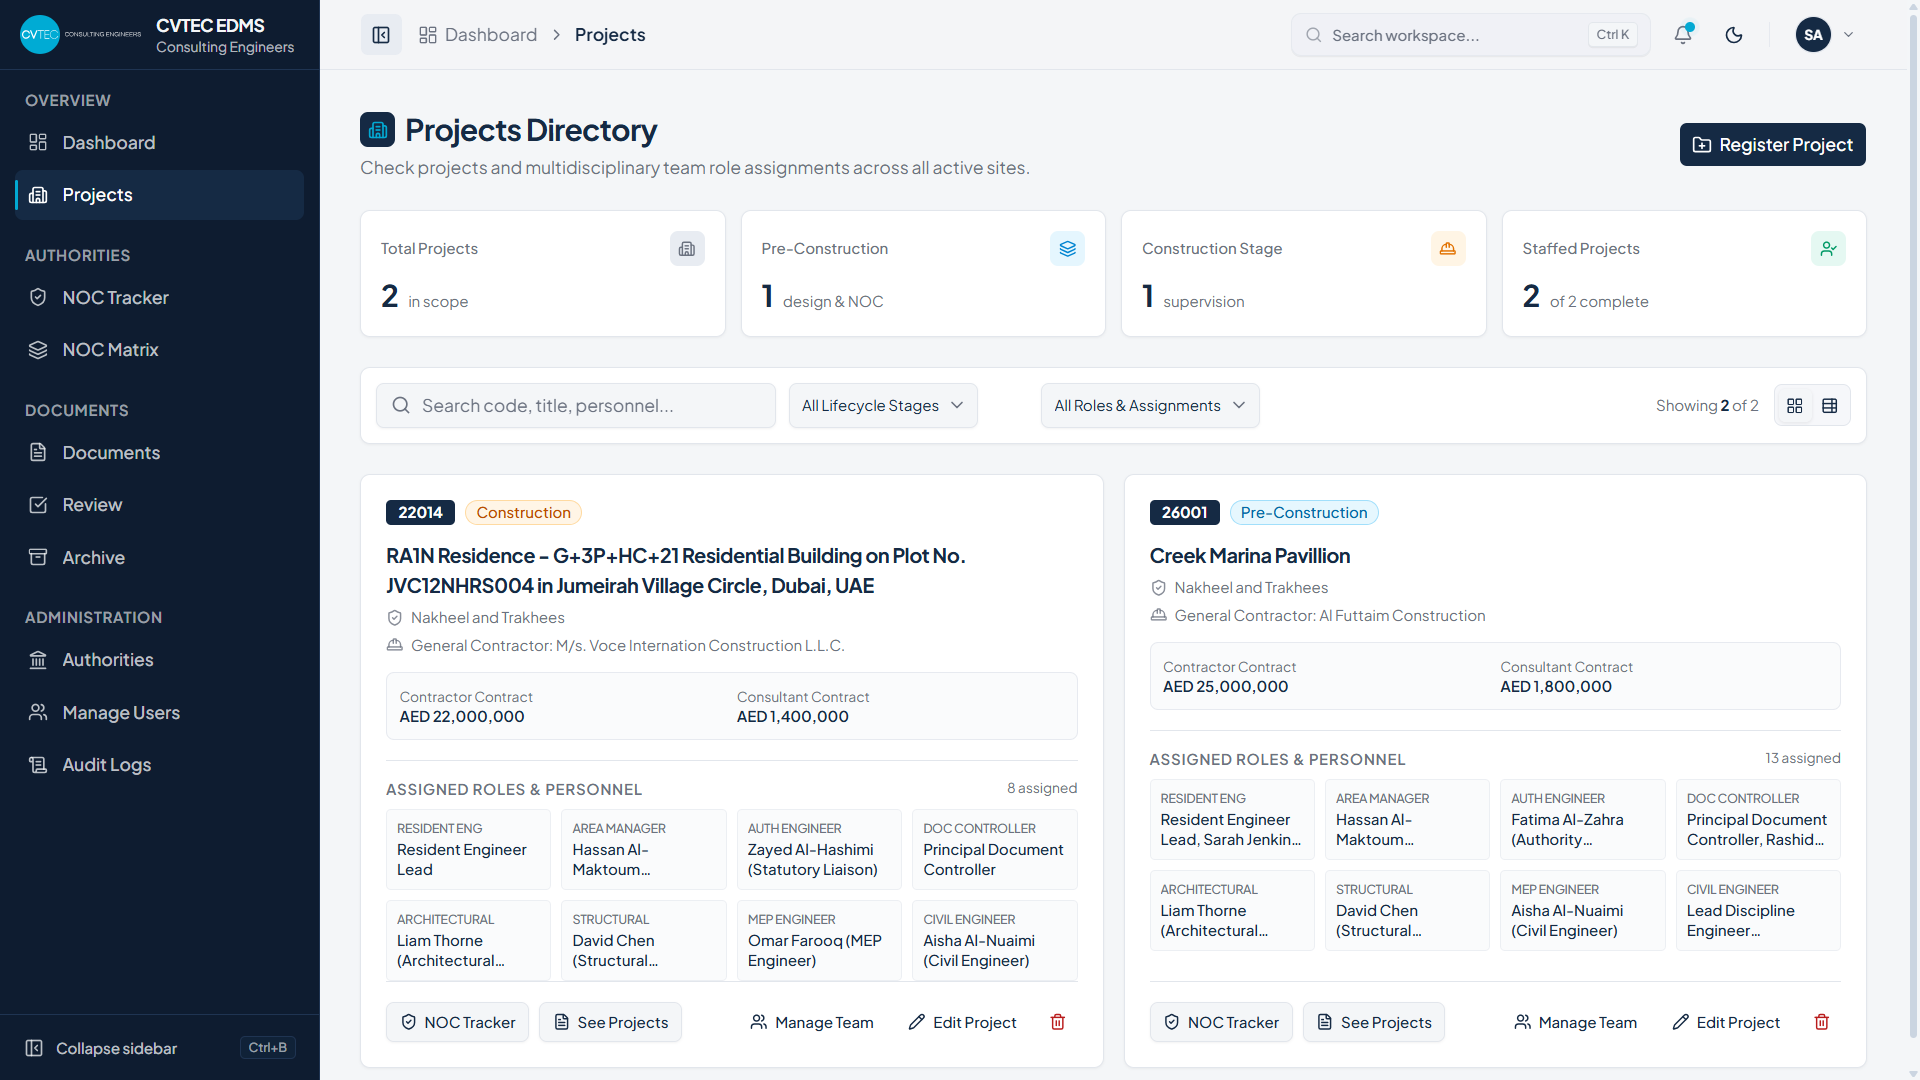 CVTEC CONSULTING ENGINEERS
CVTEC EDMS
Consulting Engineers
OVERVIEW
Dashboard
Projects
AUTHORITIES
NOC Tracker
NOC Matrix
DOCUMENTS
Documents
Review
Archive
ADMINISTRATION
Authorities
Manage Users
Audit Logs
Collapse sidebar Ctrl+B
Dashboard > Projects
Search workspace... Ctrl K
SA
Projects Directory
Check projects and multidisciplinary team role assignments across all active sites.
Register Project
Total Projects
2 in scope
Pre-Construction
1 design & NOC
Construction Stage
1 supervision
Staffed Projects
2 of 2 complete
Search code, title, personnel...
All Lifecycle Stages
All Roles & Assignments
Showing 2 of 2
22014 Construction
RA1N Residence – G+3P+HC+21 Residential Building on Plot No.
JVC12NHRS004 in Jumeirah Village Circle, Dubai, UAE
Nakheel and Trakhees
General Contractor: M/s. Voce Internation Construction L.L.C.
Contractor Contract
AED 22,000,000
Consultant Contract
AED 1,400,000
ASSIGNED ROLES & PERSONNEL 8 assigned
RESIDENT ENG
Resident Engineer
Lead
AREA MANAGER
Hassan Al-
Maktoum...
AUTH ENGINEER
Zayed Al-Hashimi
(Statutory Liaison)
DOC CONTROLLER
Principal Document
Controller
ARCHITECTURAL
Liam Thorne
(Architectural...
STRUCTURAL
David Chen
(Structural...
MEP ENGINEER
Omar Farooq (MEP
Engineer)
CIVIL ENGINEER
Aisha Al-Nuaimi
(Civil Engineer)
NOC Tracker
See Projects
Manage Team
Edit Project
26001 Pre-Construction
Creek Marina Pavillion
Nakheel and Trakhees
General Contractor: Al Futtaim Construction
Contractor Contract
AED 25,000,000
Consultant Contract
AED 1,800,000
ASSIGNED ROLES & PERSONNEL 13 assigned
RESIDENT ENG
Resident Engineer
Lead, Sarah Jenkin...
AREA MANAGER
Hassan Al-
Maktoum...
AUTH ENGINEER
Fatima Al-Zahra
(Authority...
DOC CONTROLLER
Principal Document
Controller, Rashid...
ARCHITECTURAL
Liam Thorne
(Architectural...
STRUCTURAL
David Chen
(Structural...
MEP ENGINEER
Aisha Al-Nuaimi
(Civil Engineer)
CIVIL ENGINEER
Lead Discipline
Engineer...
NOC Tracker
See Projects
Manage Team
Edit Project